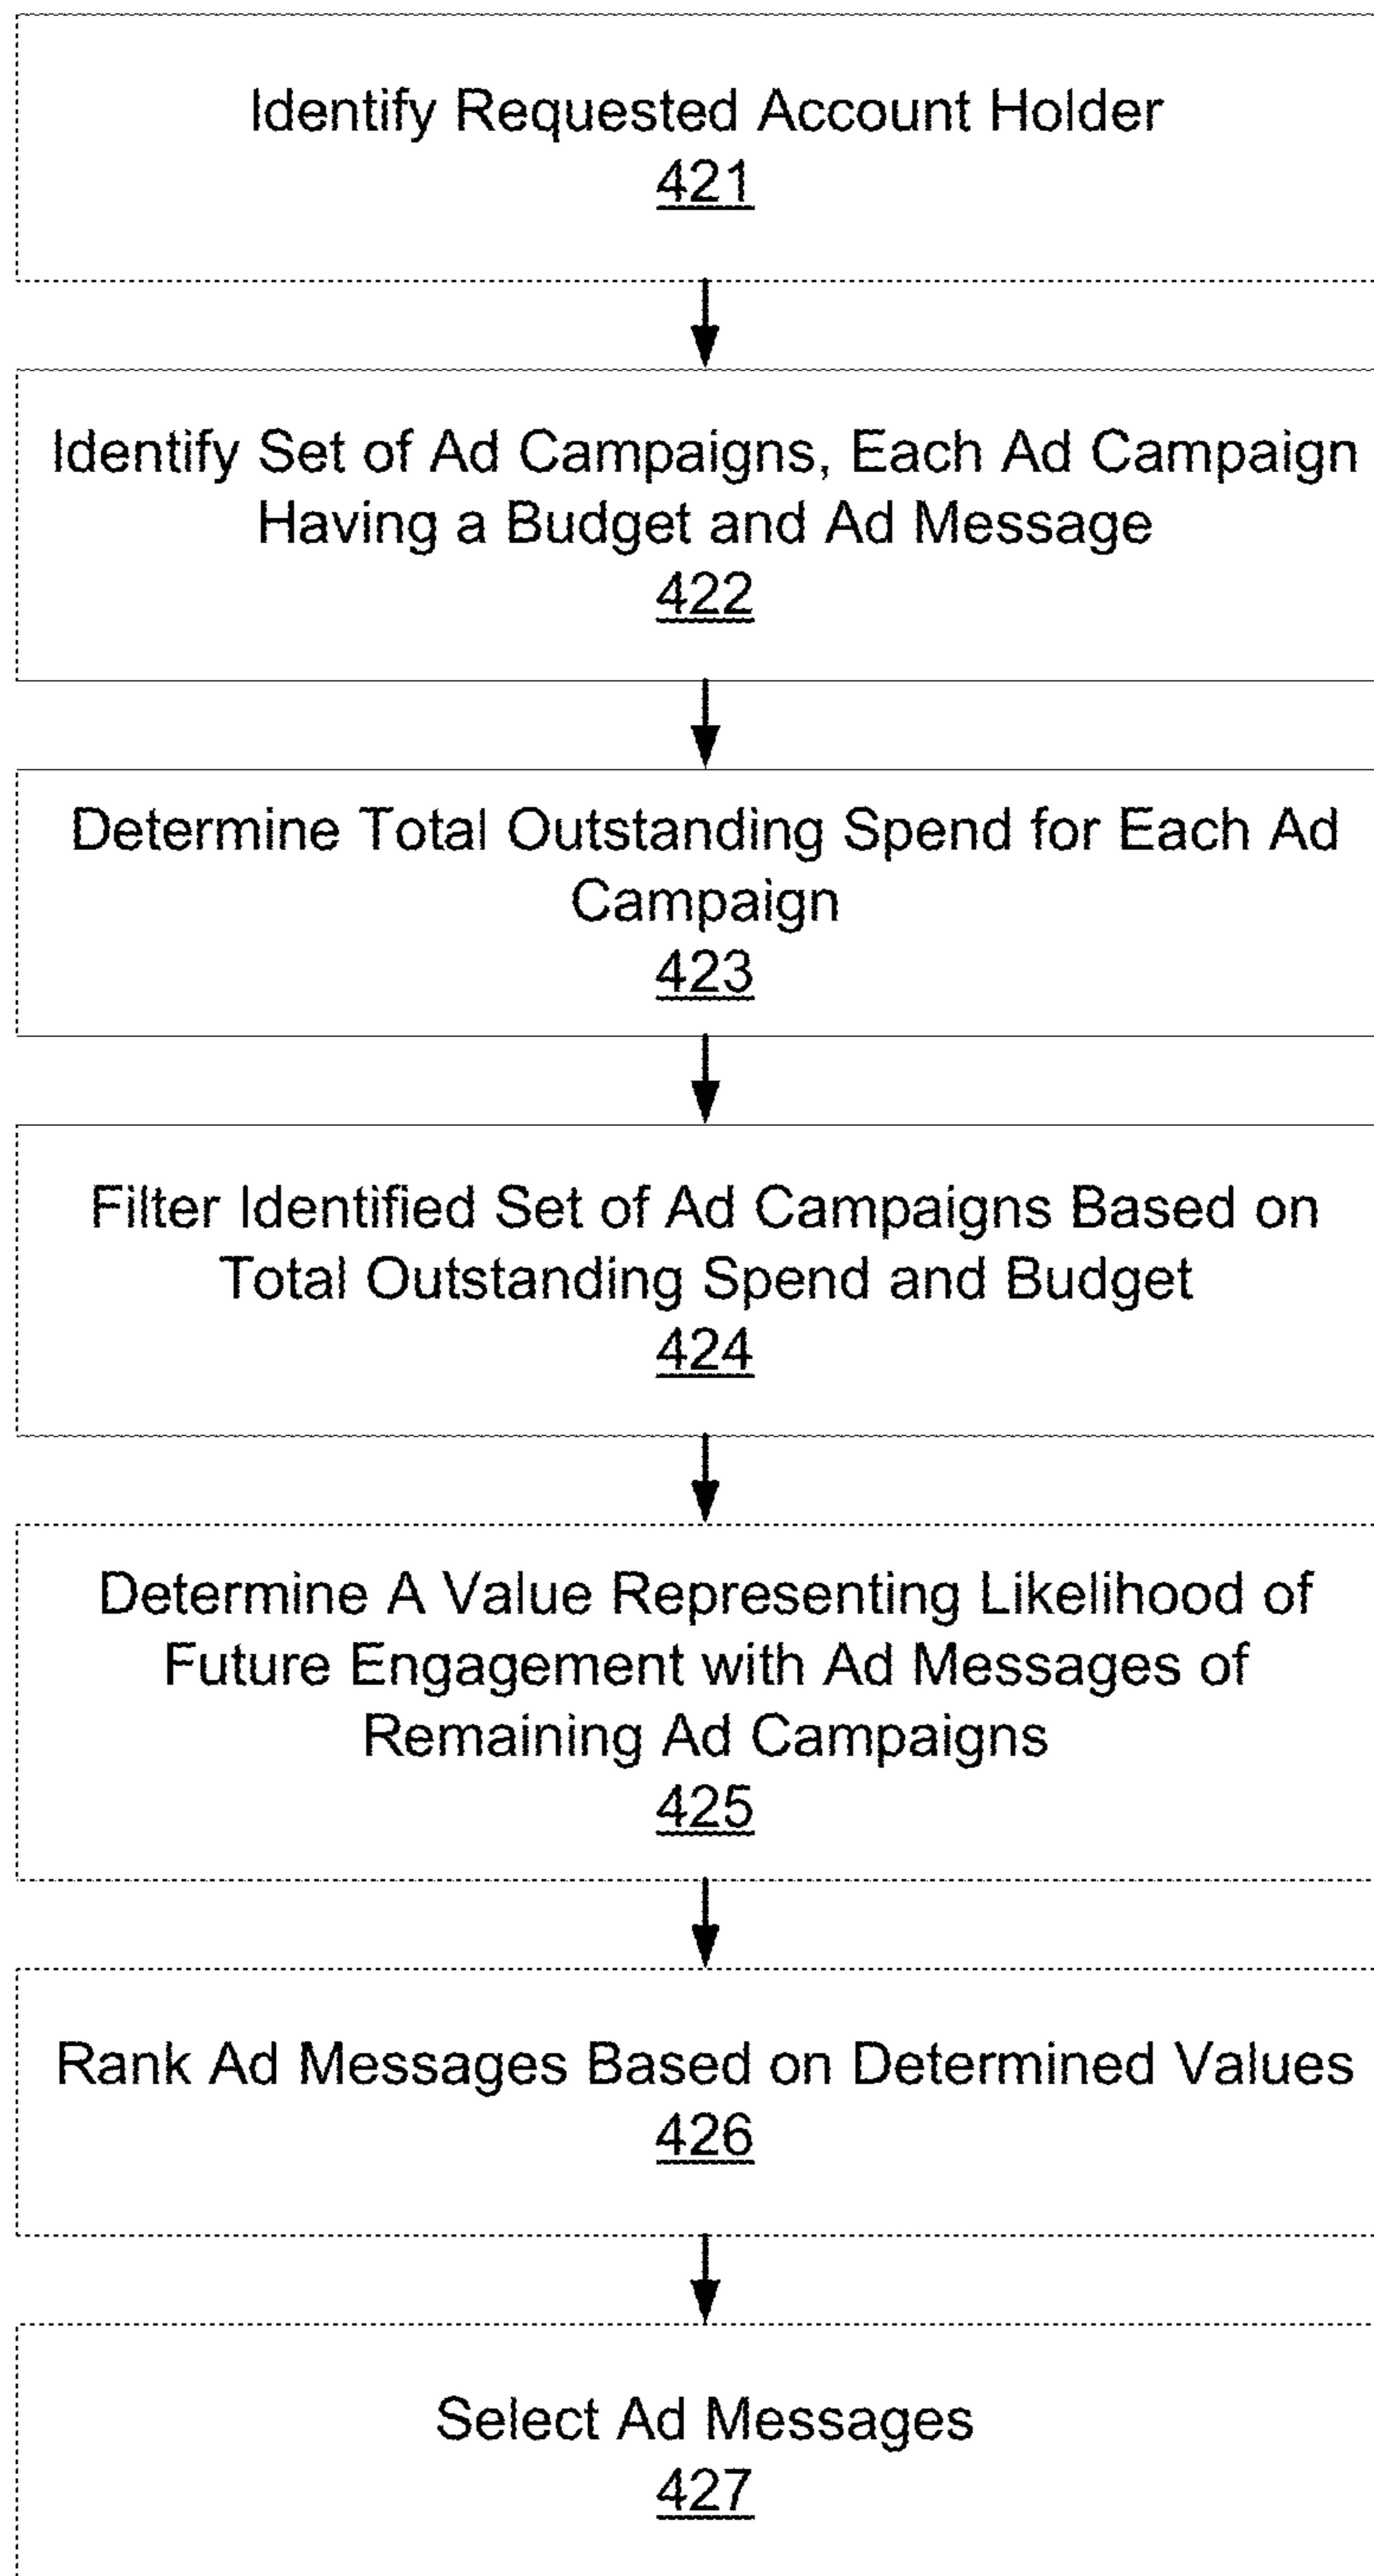 Identify Requested Account Holder
421
Identify Set of Ad Campaigns, Each Ad Campaign
Having a Budget and Ad Message
422
Determine Total Outstanding Spend for Each Ad
Campaign
423
Filter Identified Set of Ad Campaigns Based on
Total Outstanding Spend and Budget
424
Determine A Value Representing Likelihood of
Future Engagement with Ad Messages of
Remaining Ad Campaigns
425
Rank Ad Messages Based on Determined Values
426
Select Ad Messages
427